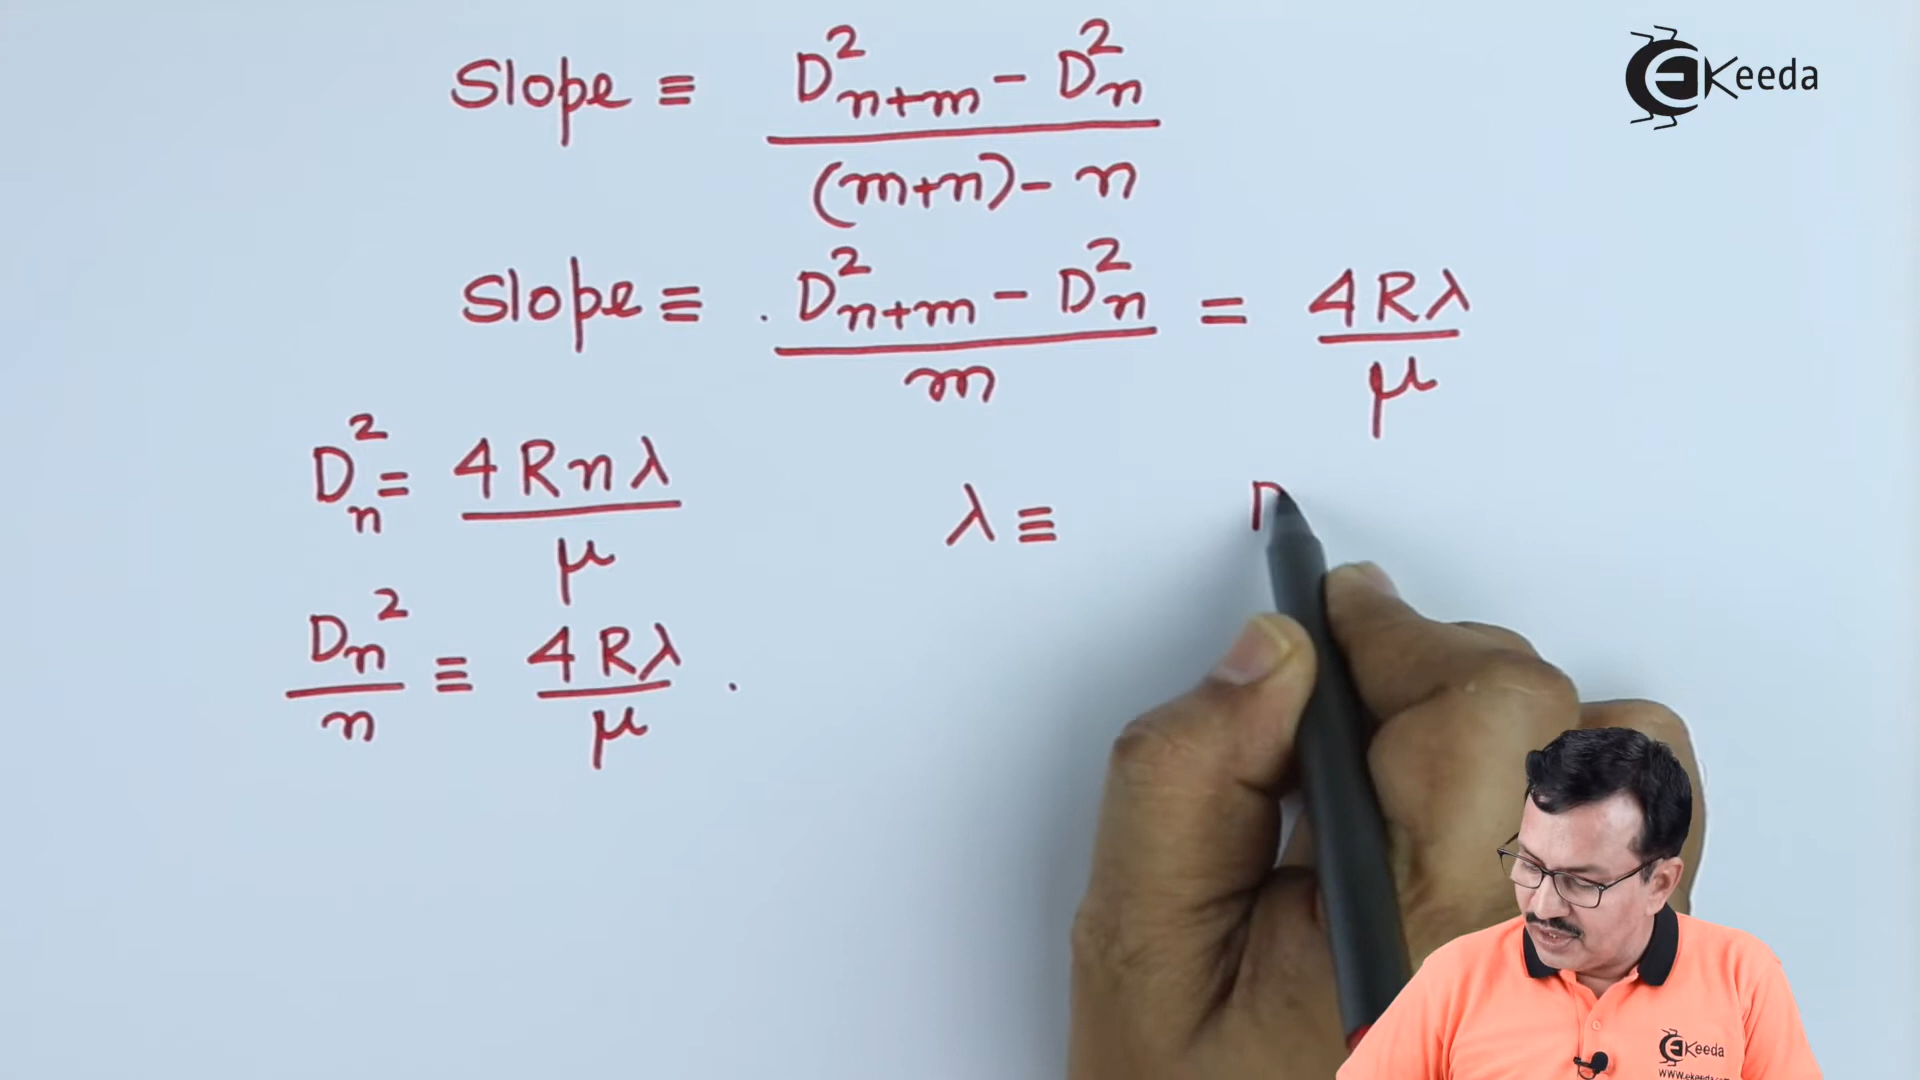 Slope ≡ D²n+m - D²n / (m+n) - n
Ekeeda
Slope ≡ . D²n+m - D²n / m = 4Rλ / μ
D²n = 4Rnλ / μ
λ ≡ D
Dn² / n ≡ 4Rλ / μ .
Ekeeda